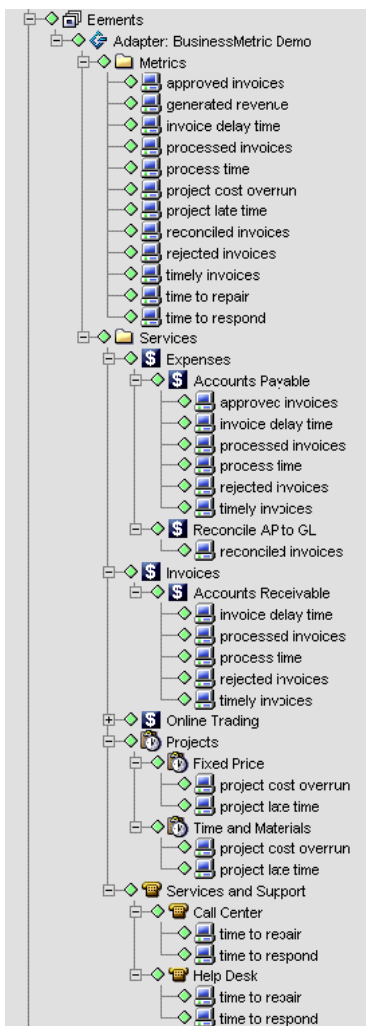 Eements
Adapter: BusinessMetric Demo
Metrics
approved invoices
generated revenue
invoice delay time
processed invoices
process time
project cost overrun
project late time
reconciled invoices
rejected invoices
timely invoices
time to repair
time to respond
Services
Expenses
Accounts Payable
approved invoices
invoice delay time
processed invoices
process time
rejected invoices
timely invoices
Reconcile AP to GL
reconciled invoices
Invoices
Accounts Receivable
invoice delay time
processed invoices
process time
rejected invoices
timely invoices
Online Trading
Projects
Fixed Price
project cost overrun
project late time
Time and Materials
project cost overrun
project late time
Services and Support
Call Center
time to repair
time to respond
Help Desk
time to repair
time to respond